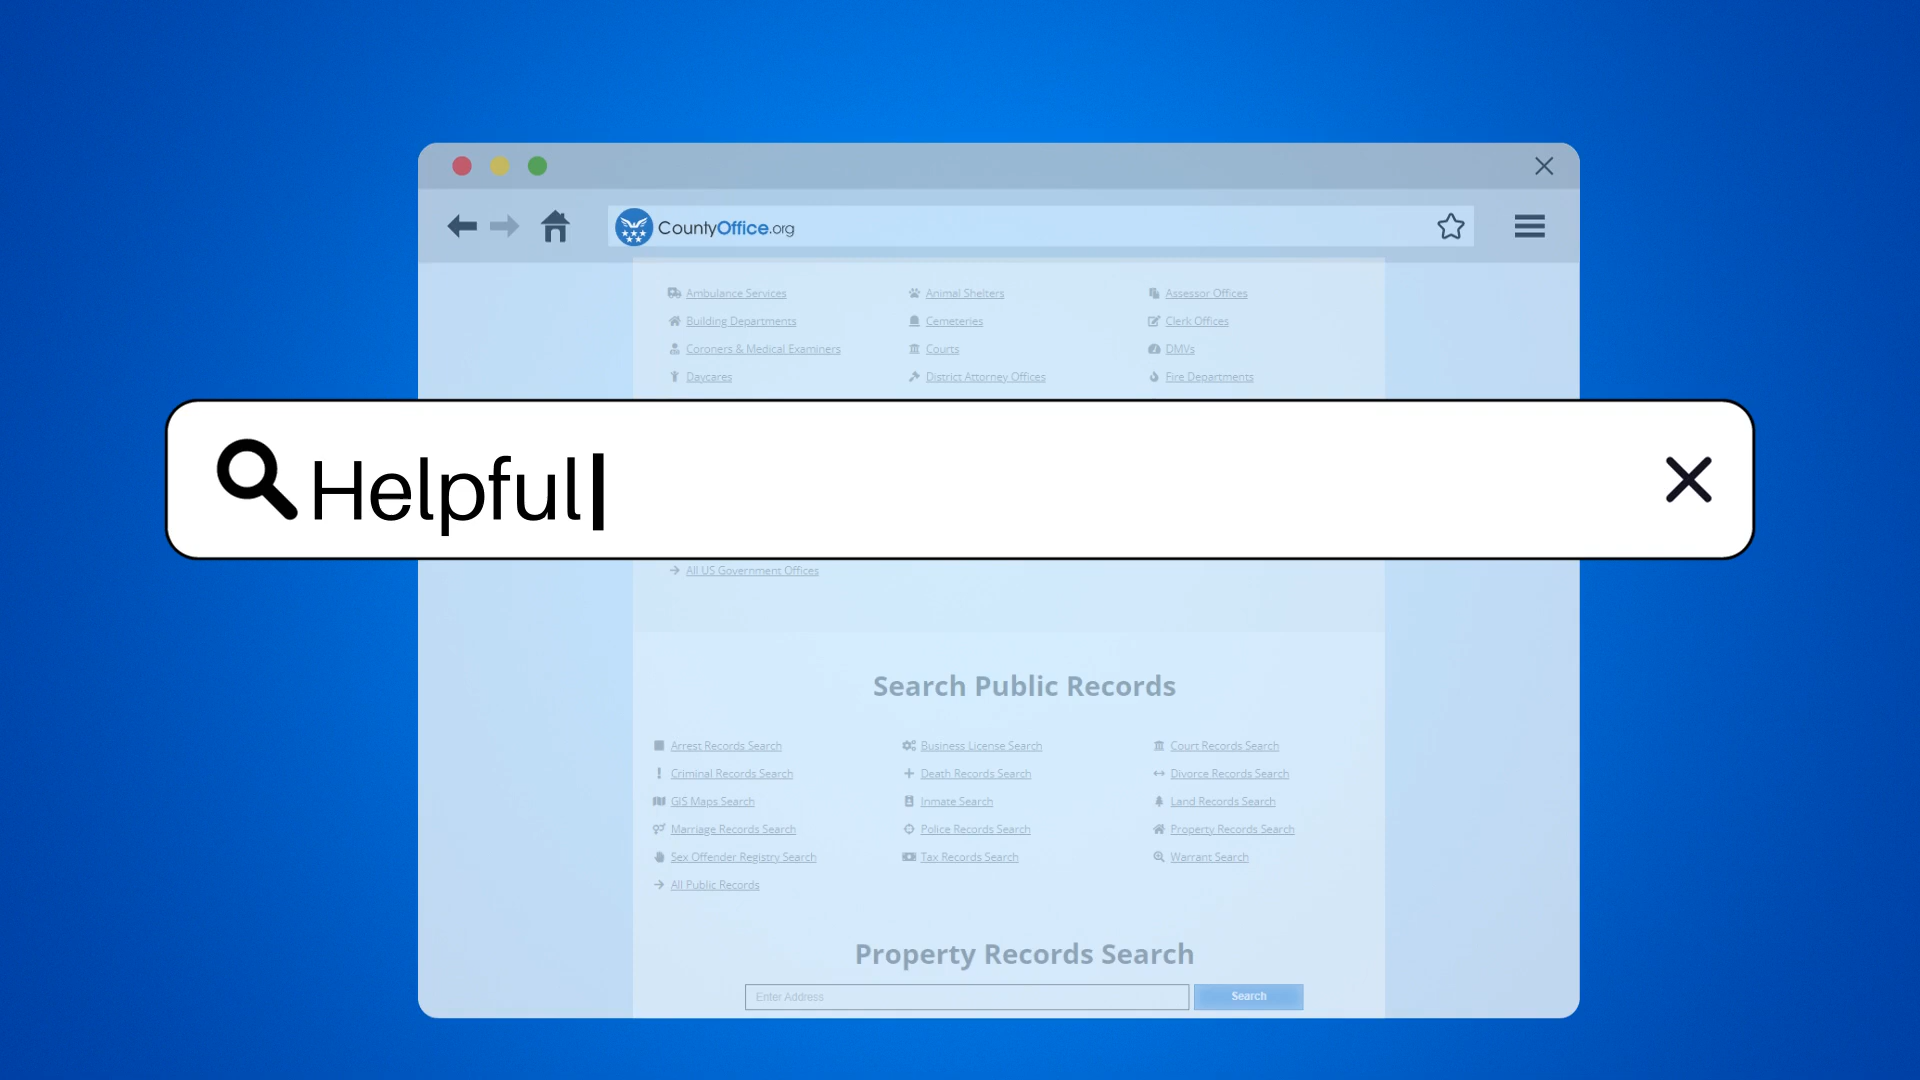 CountyOffice.org
Ambulance Services Animal Shelters Assessor Offices
Building Departments Cemeteries Clerk Offices
Coroners & Medical Examiners Courts DMVs
Daycares District Attorney Offices Fire Departments
Helpful
All US Government Offices
Search Public Records
Arrest Records Search Business License Search Court Records Search
Criminal Records Search Death Records Search Divorce Records Search
GIS Maps Search Inmate Search Land Records Search
Marriage Records Search Police Records Search Property Records Search
Sex Offender Registry Search Tax Records Search Warrant Search
All Public Records
Property Records Search
Enter Address Search